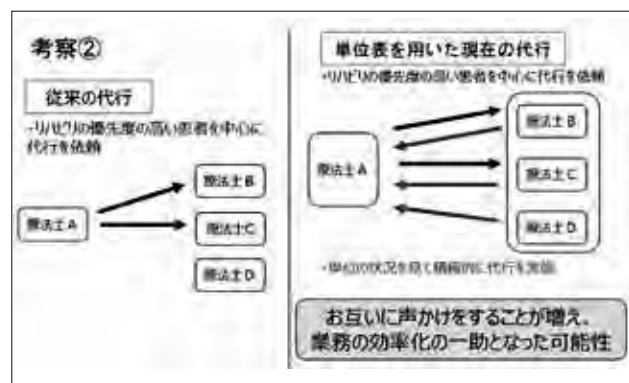 考察②
従来の代行
・リハビリの優先度の高い患者を中心に
代行を依頼
療法士A
療法士B
療法士C
療法士D
単位表を用いた現在の代行
・リハビリの優先度の高い患者を中心に代行を依頼
療法士A
療法士B
療法士C
療法士D
・単位の状況を見て積極的に代行を
お互いに声かけをすることが増え、
業務の効率化の一助となった可能性